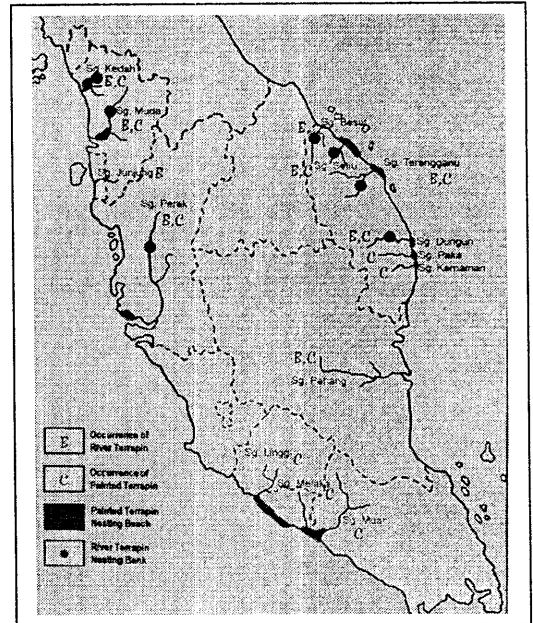 Sg. Kedah
E,C
Sg. Muda
E,C
Sg. Junjung E
Sg. Perak
E,C
Sg. Besut
E,
Sg. Setiu
E,C
Sg. Terengganu
E,C
E,C
Sg. Dungun
C
Sg. Paka
C
Sg. Kemaman
E,C
Sg. Pahang
Sg. Linggi
C
Sg. Melaka
C
Sg. Muar
C
E
Occurrence of
River Terrapin
C
Occurrence of
Painted Terrapin
Painted Terrapin
Nesting Beach
River Terrapin
Nesting Bank